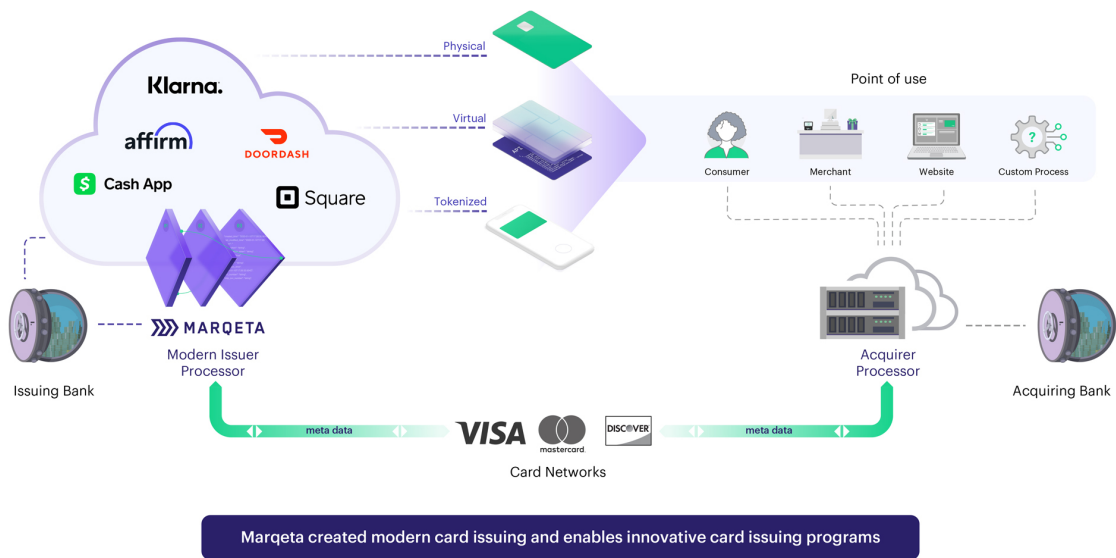 Physical
Klarna.
Point of use
Virtual
affirm
DOORDASH
Cash App
Consumer
Merchant
Website
?
Custom Process
Tokenized
Square
MARQETA
Modern Issuer
Processor
Issuing Bank
Acquirer
Processor
Acquiring Bank
meta data
VISA
mastercard
DISCOVER
meta data
Card Networks
Marqeta created modern card issuing and enables innovative card issuing programs